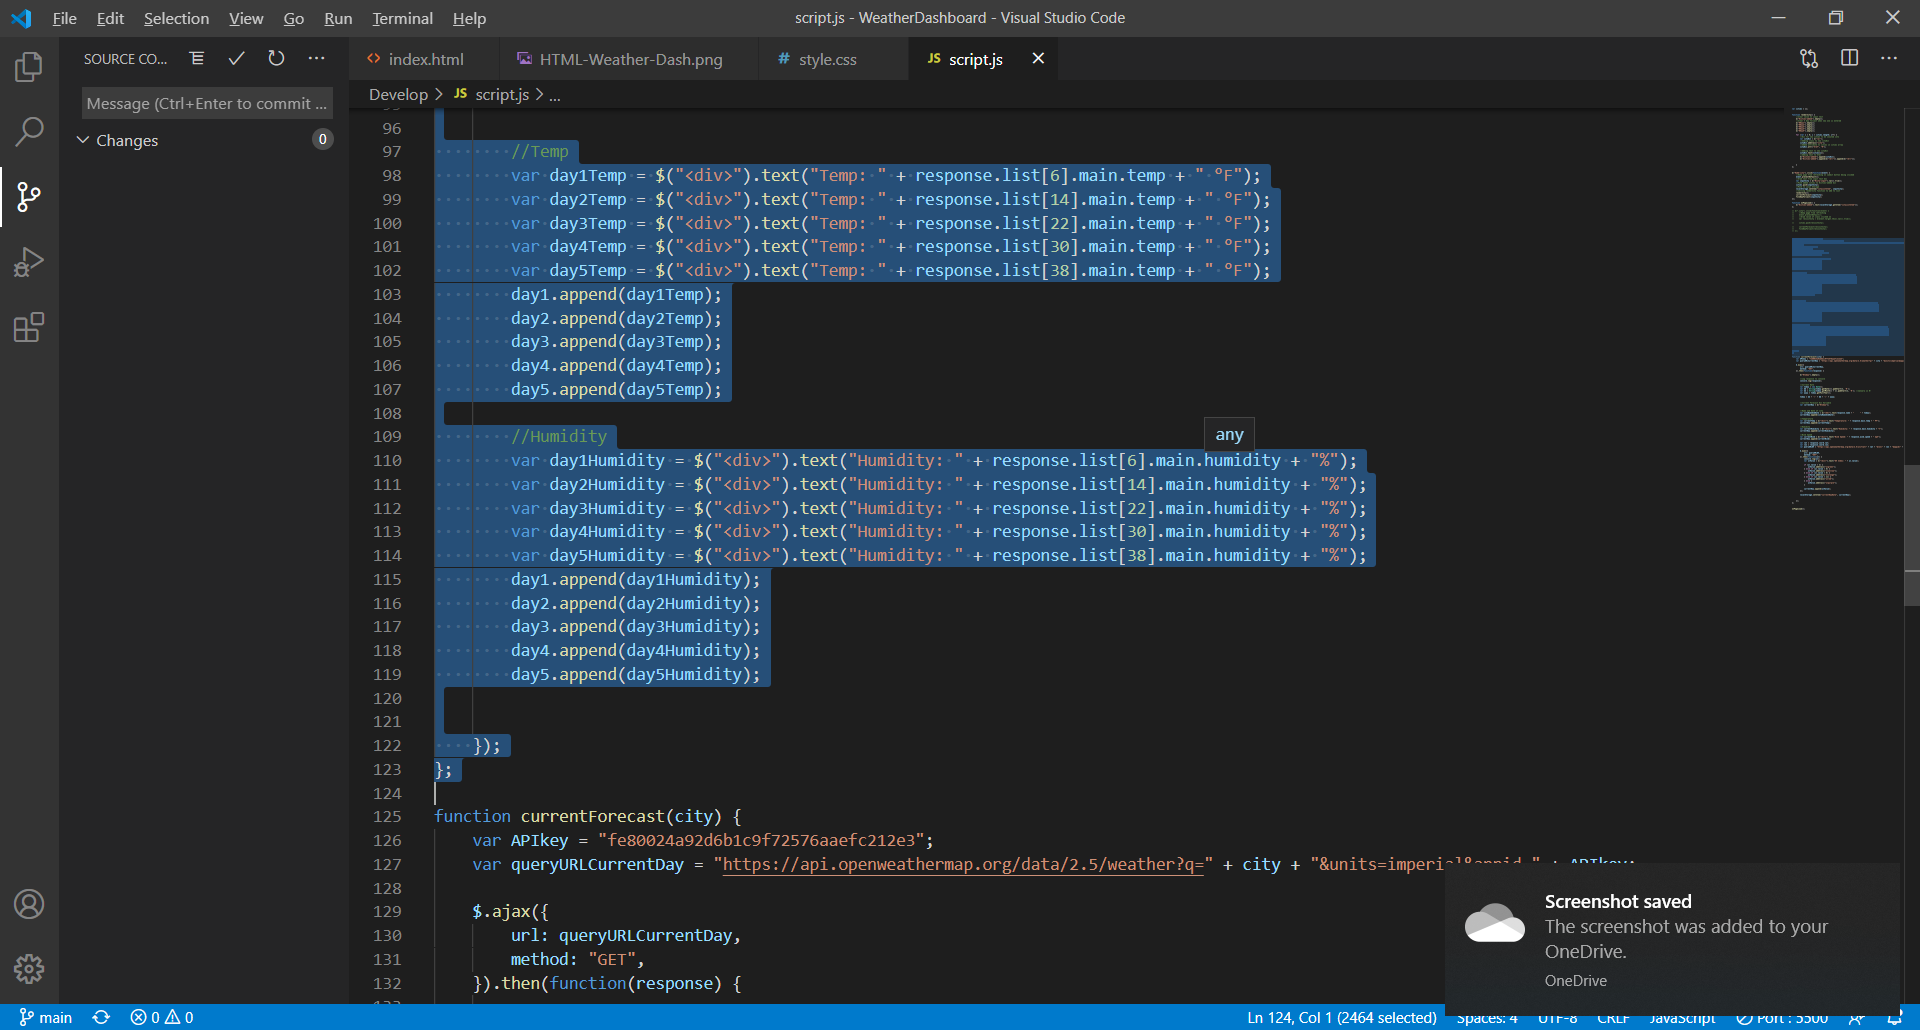 File Edit Selection View Go Run Terminal Help
script.js - WeatherDashboard - Visual Studio Code
SOURCE CO...
Message (Ctrl+Enter to commit ...
Changes 0
index.html HTML-Weather-Dash.png # style.css JS script.js
Develop > JS script.js > ...
96
97 //Temp
98 var day1Temp = $("<div>").text("Temp: " + response.list[6].main.temp + " °F");
99 var day2Temp = $("<div>").text("Temp: " + response.list[14].main.temp + " °F");
100 var day3Temp = $("<div>").text("Temp: " + response.list[22].main.temp + " °F");
101 var day4Temp = $("<div>").text("Temp: " + response.list[30].main.temp + " °F");
102 var day5Temp = $("<div>").text("Temp: " + response.list[38].main.temp + " °F");
103 day1.append(day1Temp);
104 day2.append(day2Temp);
105 day3.append(day3Temp);
106 day4.append(day4Temp);
107 day5.append(day5Temp);
108
109 //Humidity
any
110 var day1Humidity = $("<div>").text("Humidity: " + response.list[6].main.humidity + "%");
111 var day2Humidity = $("<div>").text("Humidity: " + response.list[14].main.humidity + "%");
112 var day3Humidity = $("<div>").text("Humidity: " + response.list[22].main.humidity + "%");
113 var day4Humidity = $("<div>").text("Humidity: " + response.list[30].main.humidity + "%");
114 var day5Humidity = $("<div>").text("Humidity: " + response.list[38].main.humidity + "%");
115 day1.append(day1Humidity);
116 day2.append(day2Humidity);
117 day3.append(day3Humidity);
118 day4.append(day4Humidity);
119 day5.append(day5Humidity);
120
121
122 });
123 };
124
125 function currentForecast(city) {
126 var APIkey = "fe80024a92d6b1c9f72576aaefc212e3";
127 var queryURLCurrentDay = "https://api.openweathermap.org/data/2.5/weather?q=" + city + "&units=imperial&appid=" + APIkey;
128
129 $.ajax({
130 url: queryURLCurrentDay,
131 method: "GET",
132 }).then(function(response) {
Screenshot saved
The screenshot was added to your
OneDrive.
OneDrive
main 0 0
Ln 124, Col 1 (2464 selected) Spaces: 4 UTF-8 CRLF JavaScript Port : 5500